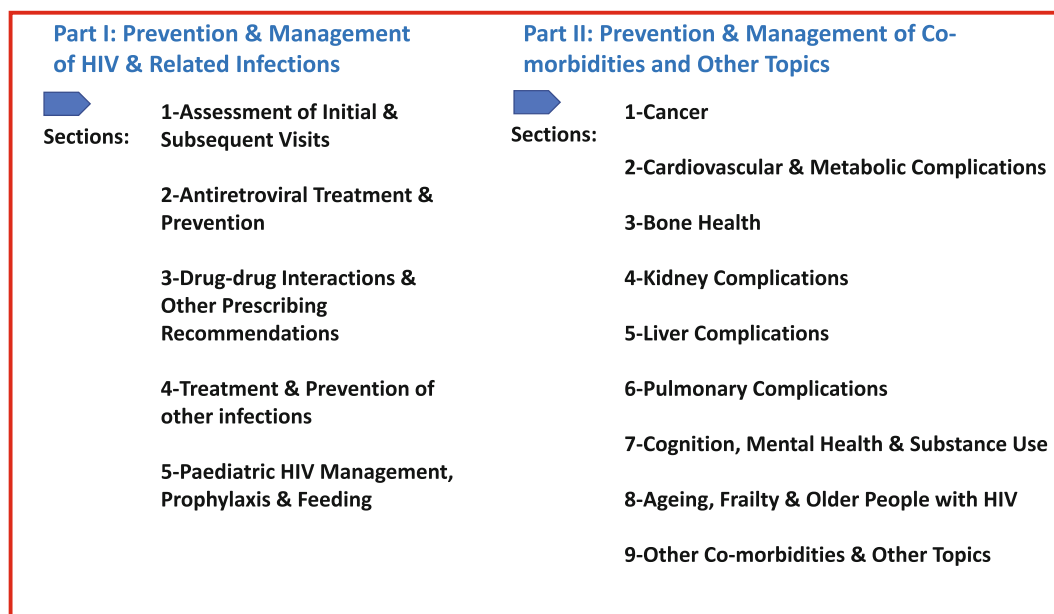 Part I: Prevention & Management
of HIV & Related Infections
Sections:
1-Assessment of Initial &
Subsequent Visits
2-Antiretroviral Treatment &
Prevention
3-Drug-drug Interactions &
Other Prescribing
Recommendations
4-Treatment & Prevention of
other infections
5-Paediatric HIV Management,
Prophylaxis & Feeding
Part II: Prevention & Management of Co-
morbidities and Other Topics
Sections:
1-Cancer
2-Cardiovascular & Metabolic Complications
3-Bone Health
4-Kidney Complications
5-Liver Complications
6-Pulmonary Complications
7-Cognition, Mental Health & Substance Use
8-Ageing, Frailty & Older People with HIV
9-Other Co-morbidities & Other Topics